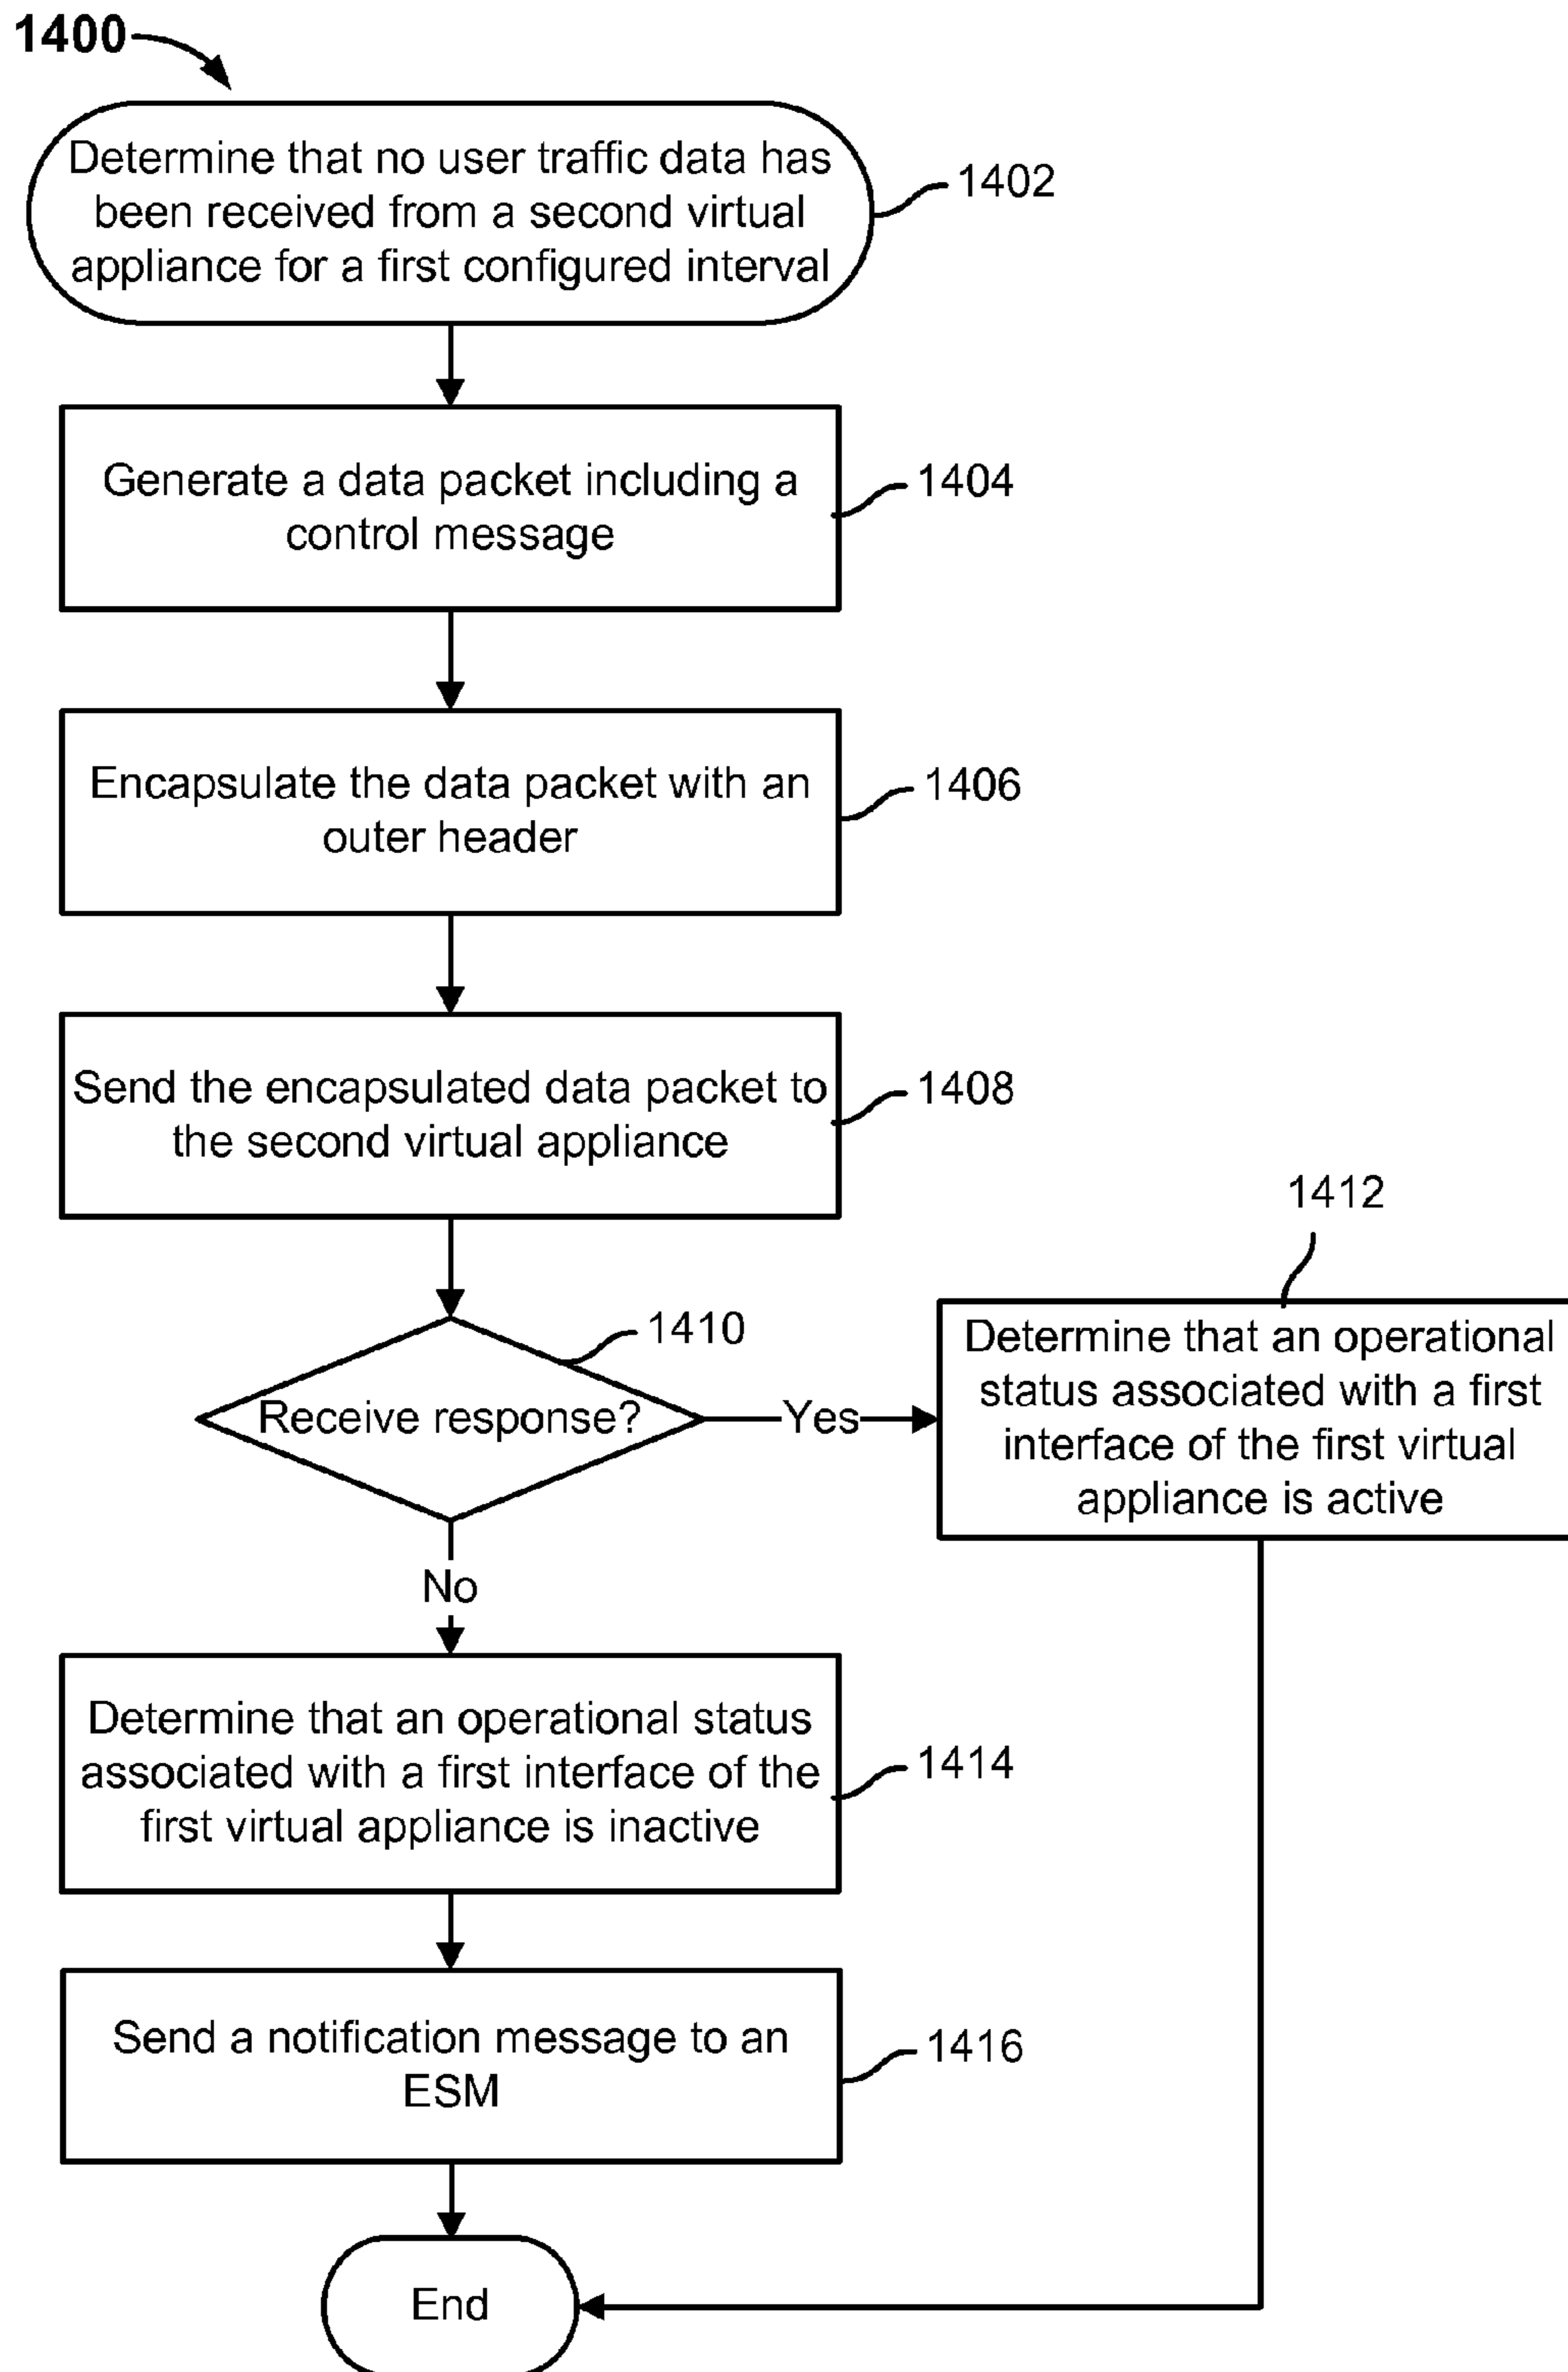 1400
Determine that no user traffic data has
been received from a second virtual
appliance for a first configured interval
1402
Generate a data packet including a
control message
1404
Encapsulate the data packet with an
outer header
1406
Send the encapsulated data packet to
the second virtual appliance
1408
Receive response?
1410
Yes
1412
Determine that an operational
status associated with a first
interface of the first virtual
appliance is active
No
Determine that an operational status
associated with a first interface of the
first virtual appliance is inactive
1414
Send a notification message to an
ESM
1416
End